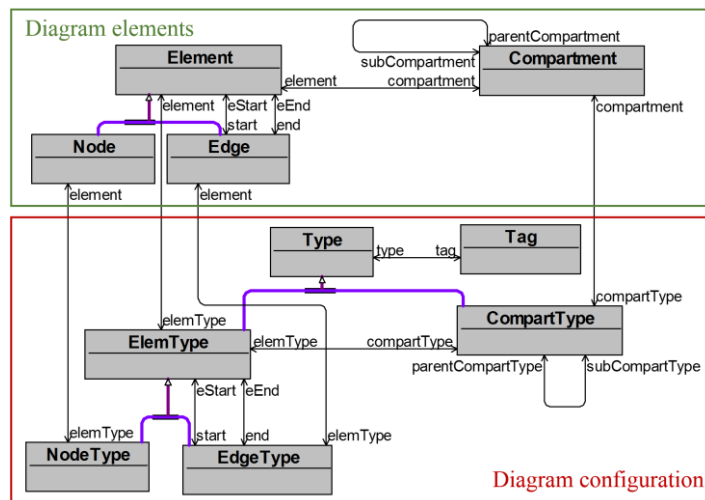 Diagram elements
parentCompartment
Element
subCompartment
Compartment
element
compartment
element
eStart
eEnd
compartment
start
end
Node
Edge
element
element
Type
type
tag
Tag
elemType
compartType
ElemType
elemType
compartType
CompartType
parentCompartType
subCompartType
eStart
eEnd
elemType
start
end
elemType
NodeType
EdgeType
Diagram configuration